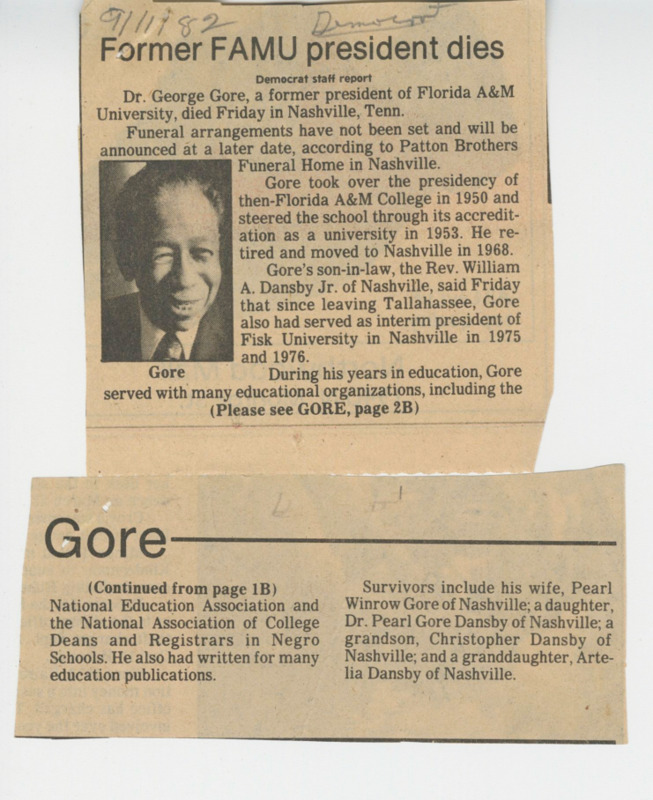 9/11/82 Democrat
Former FAMU president dies
Democrat staff report
Dr. George Gore, a former president of Florida A&M
University, died Friday in Nashville, Tenn.
Funeral arrangements have not been set and will be
announced at a later date, according to Patton Brothers
Funeral Home in Nashville.
Gore took over the presidency of
then-Florida A&M College in 1950 and
steered the school through its accredit-
ation as a university in 1953. He re-
tired and moved to Nashville in 1968.
Gore's son-in-law, the Rev. William
A. Dansby Jr. of Nashville, said Friday
that since leaving Tallahassee, Gore
also had served as interim president of
Fisk University in Nashville in 1975
and 1976.
Gore
During his years in education, Gore
served with many educational organizations, including the
(Please see GORE, page 2B)
Gore
(Continued from page 1B)
National Education Association and
the National Association of College
Deans and Registrars in Negro
Schools. He also had written for many
education publications.
Survivors include his wife, Pearl
Winrow Gore of Nashville; a daughter,
Dr. Pearl Gore Dansby of Nashville; a
grandson, Christopher Dansby of
Nashville; and a granddaughter, Arte-
lia Dansby of Nashville.